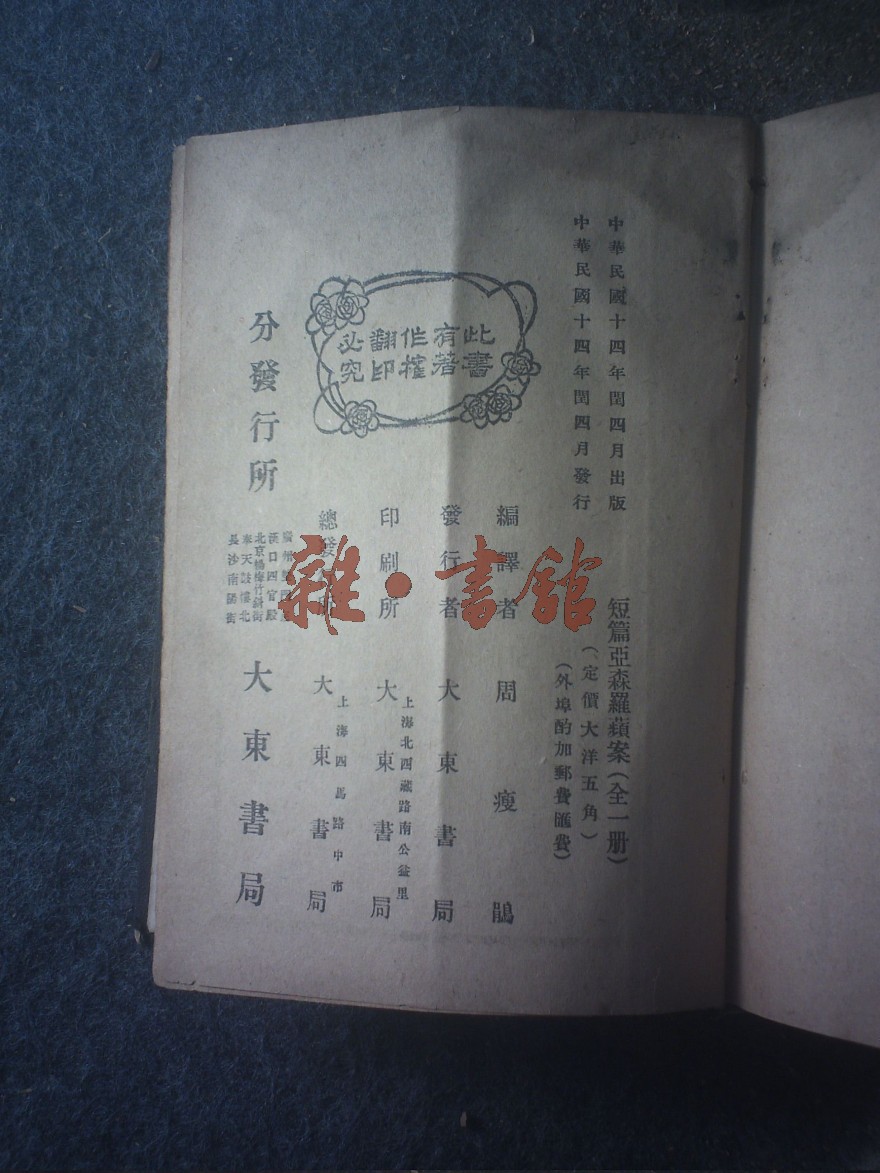 中華民國十四年閏四月出版
中華民國十四年閏四月發行
短篇亞森羅蘋案(全一册)
(定價大洋五角)
(外埠酌加郵費匯費)
此書
有著
作權
翻印
必究
編譯者 周瘦鵑
發行者 大東書局
印刷所 上海北四藏路南公益里
大東書局
總發行所 上海四馬路中市
大東書局
分發行所
漢口四官殿
北京楊梅竹斜街
奉天鼓樓北
長沙南陽街
大東書局
雜·書館